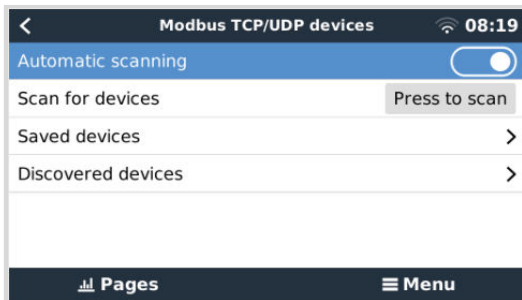 Modbus TCP/UDP devices 08:19
Automatic scanning
Scan for devices Press to scan
Saved devices
Discovered devices
Pages Menu